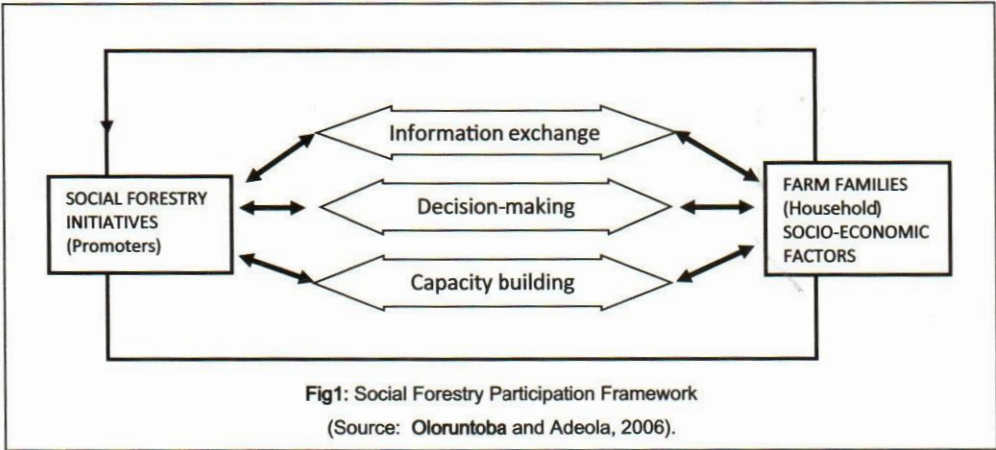 Information exchange
SOCIAL FORESTRY
INITIATIVES
(Promoters)
Decision-making
FARM FAMILIES
(Household)
SOCIO-ECONOMIC
FACTORS
Capacity building
Fig1: Social Forestry Participation Framework
(Source: Oloruntoba and Adeola, 2006).